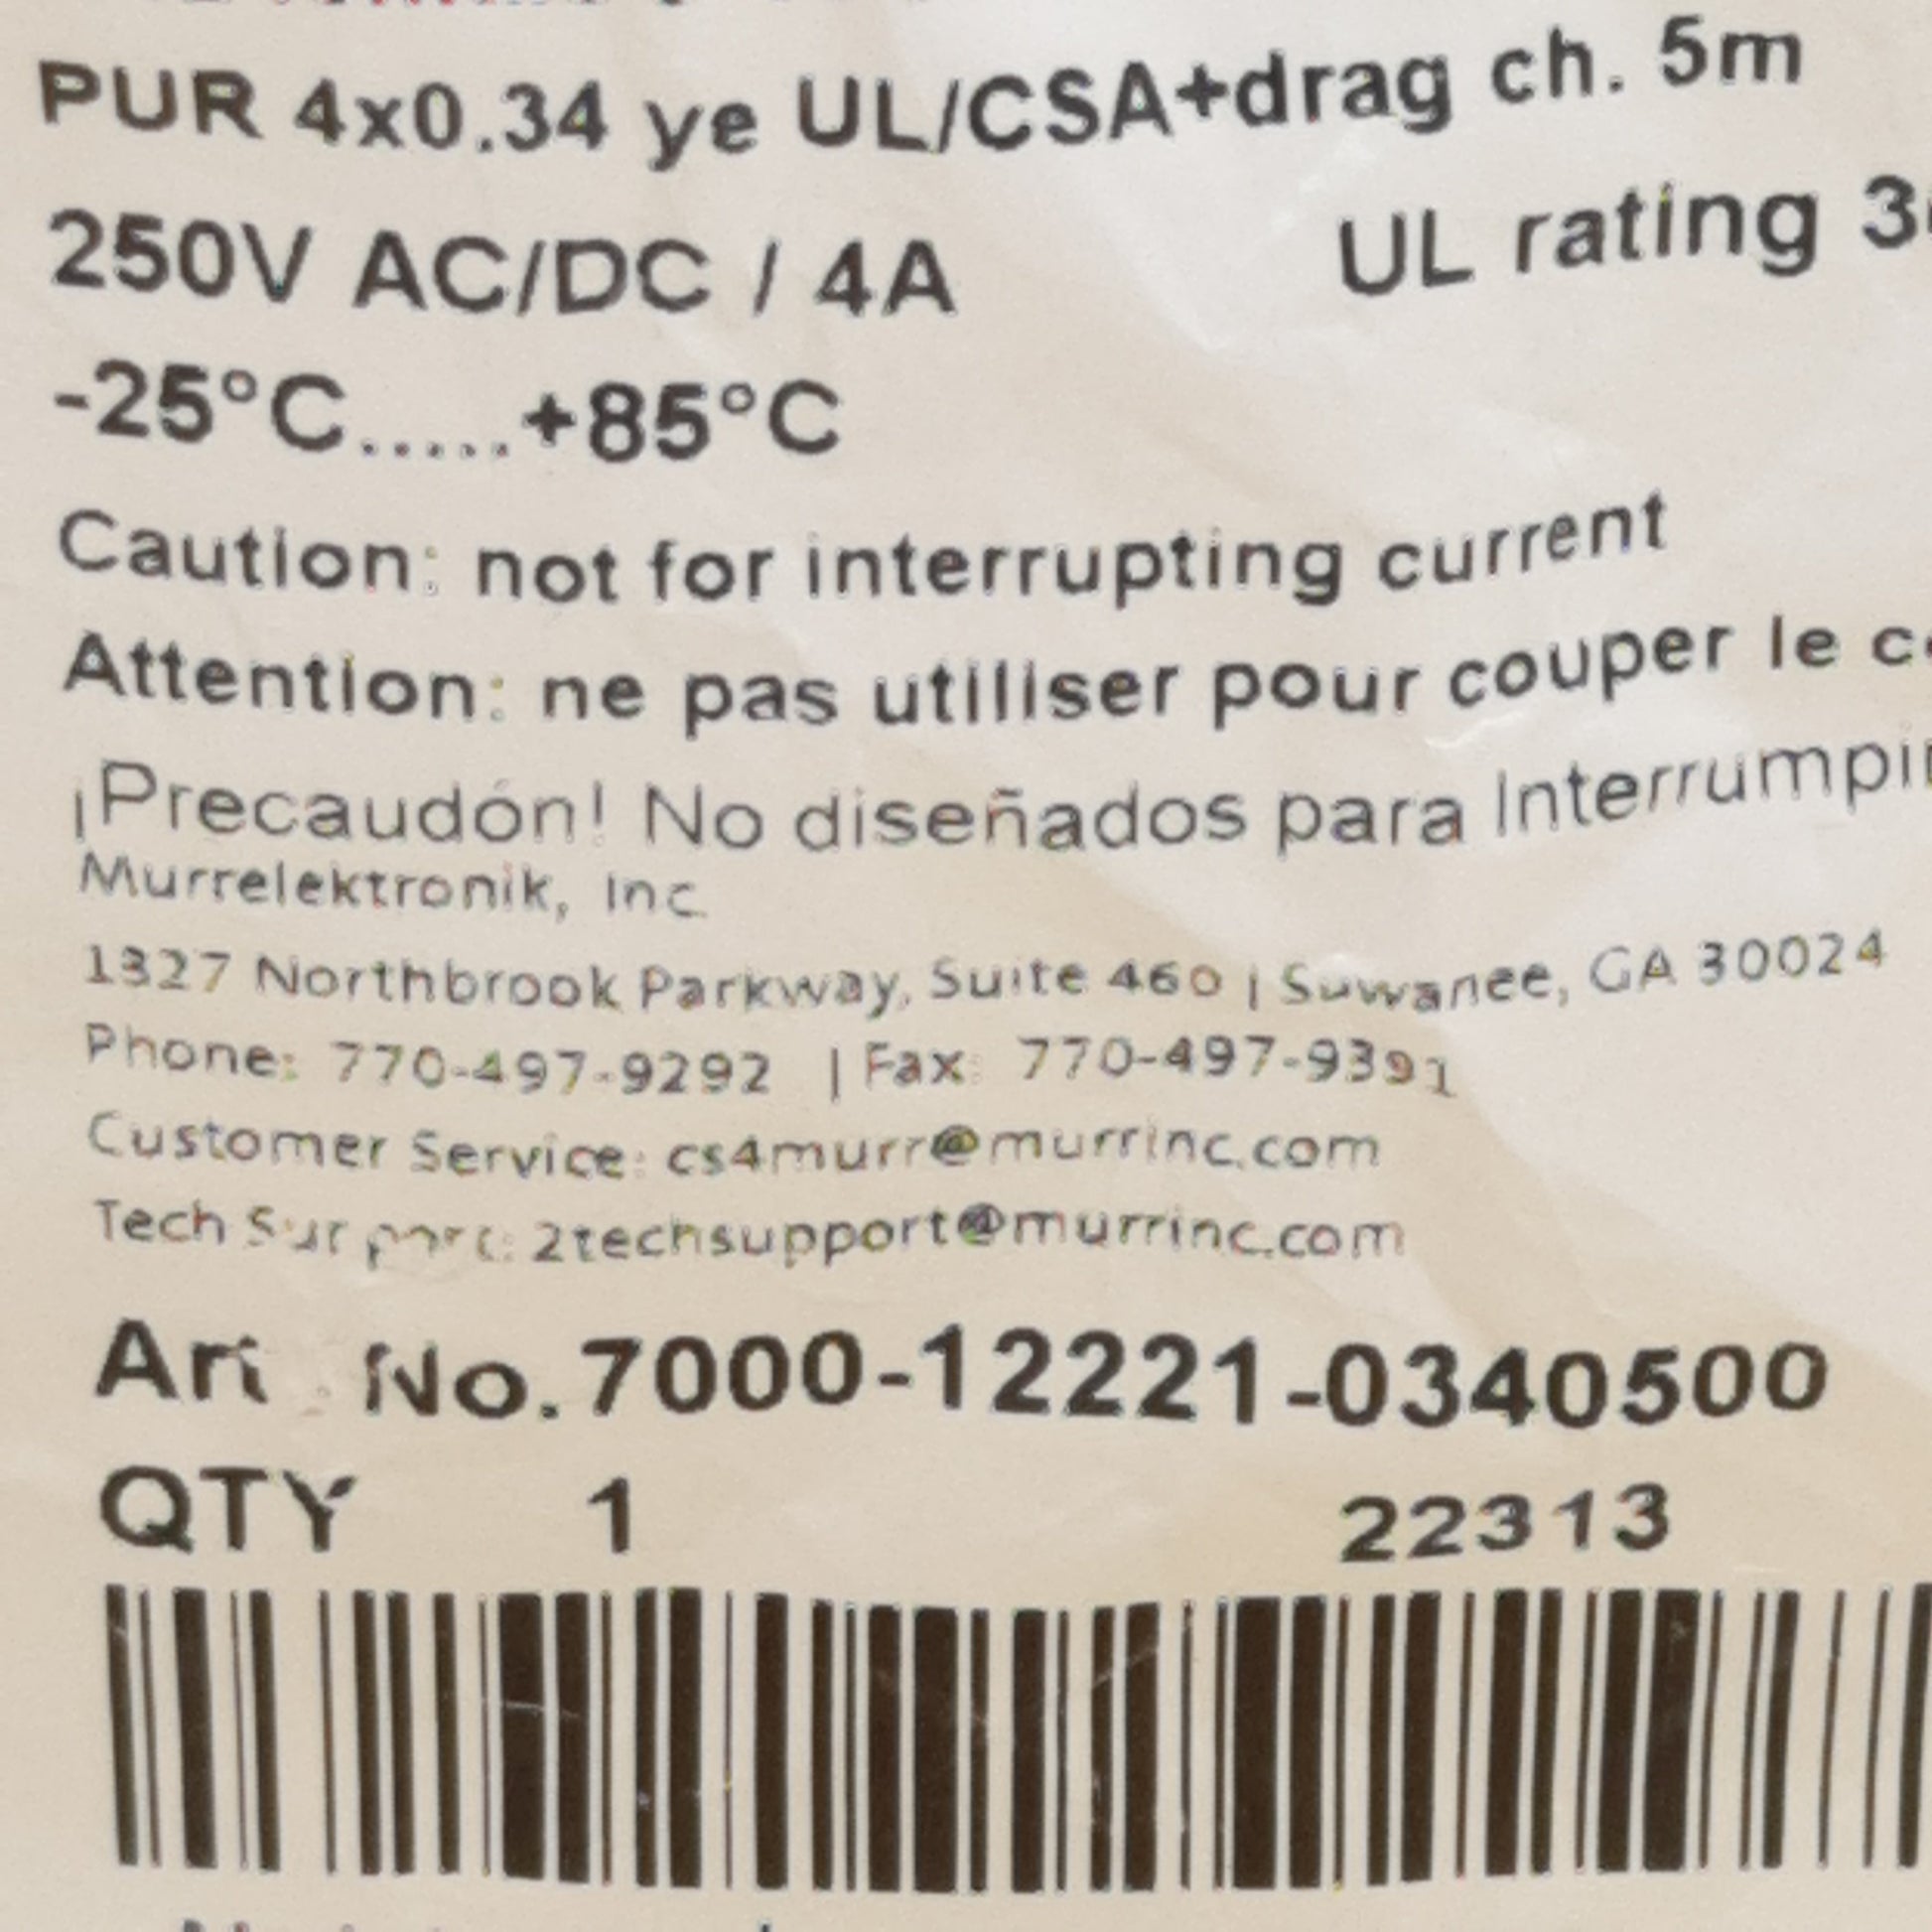 PUR 4x0.34 ye UL/CSA+drag ch. 5m
250V AC/DC / 4A UL rating
-25°C.....+85°C
Caution: not for interrupting current
Attention: ne pas utiliser pour couper le
¡Precaudón! No diseñados para Interrumpir
Murrelektronik, Inc.
1327 Northbrook Parkway, Suite 460 | Suwanee, GA 30024
Phone: 770-497-9292 | Fax: 770-497-9391
Customer Service: cs4murr@murrinc.com
Tech Support: 2techsupport@murrinc.com
Art. No.7000-12221-0340500
QTY 1 22313